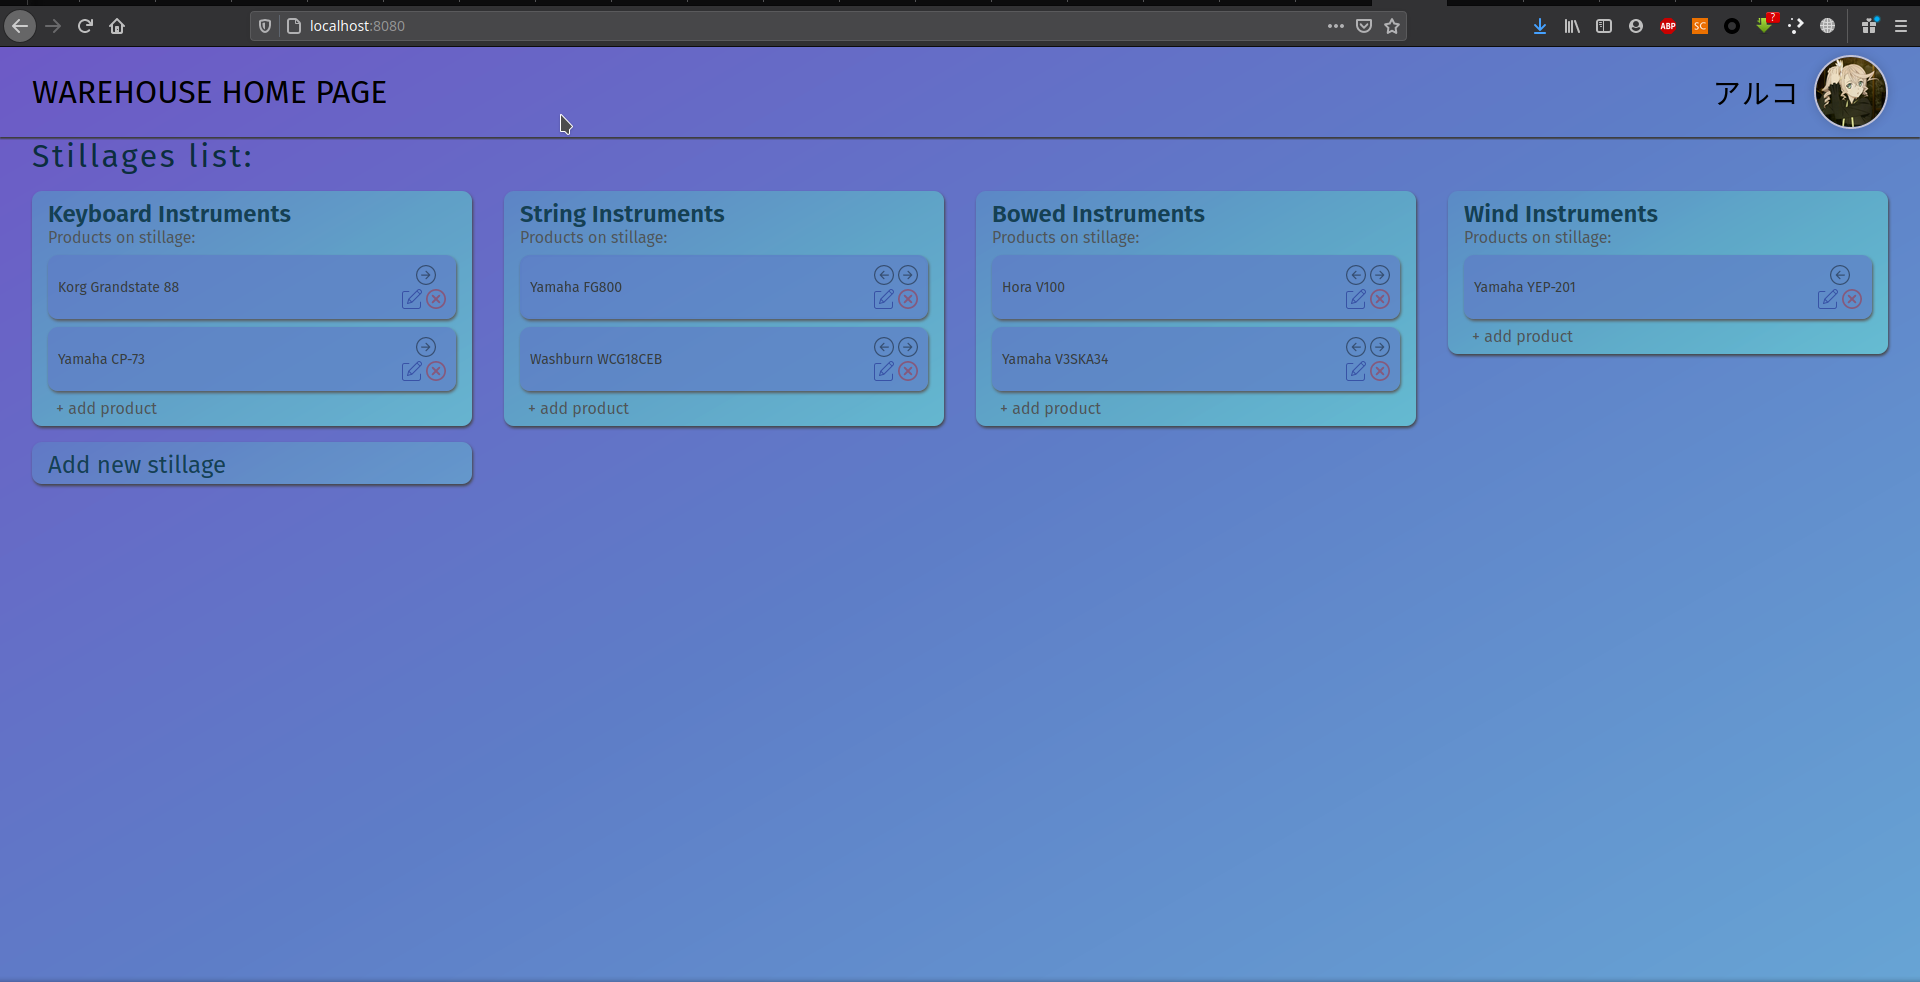 localhost:8080
ABP
SC
?
WAREHOUSE HOME PAGE
アルコ
Stillages list:
Keyboard Instruments
Products on stillage:
Korg Grandstate 88
Yamaha CP-73
+ add product
String Instruments
Products on stillage:
Yamaha FG800
Washburn WCG18CEB
+ add product
Bowed Instruments
Products on stillage:
Hora V100
Yamaha V3SKA34
+ add product
Wind Instruments
Products on stillage:
Yamaha YEP-201
+ add product
Add new stillage